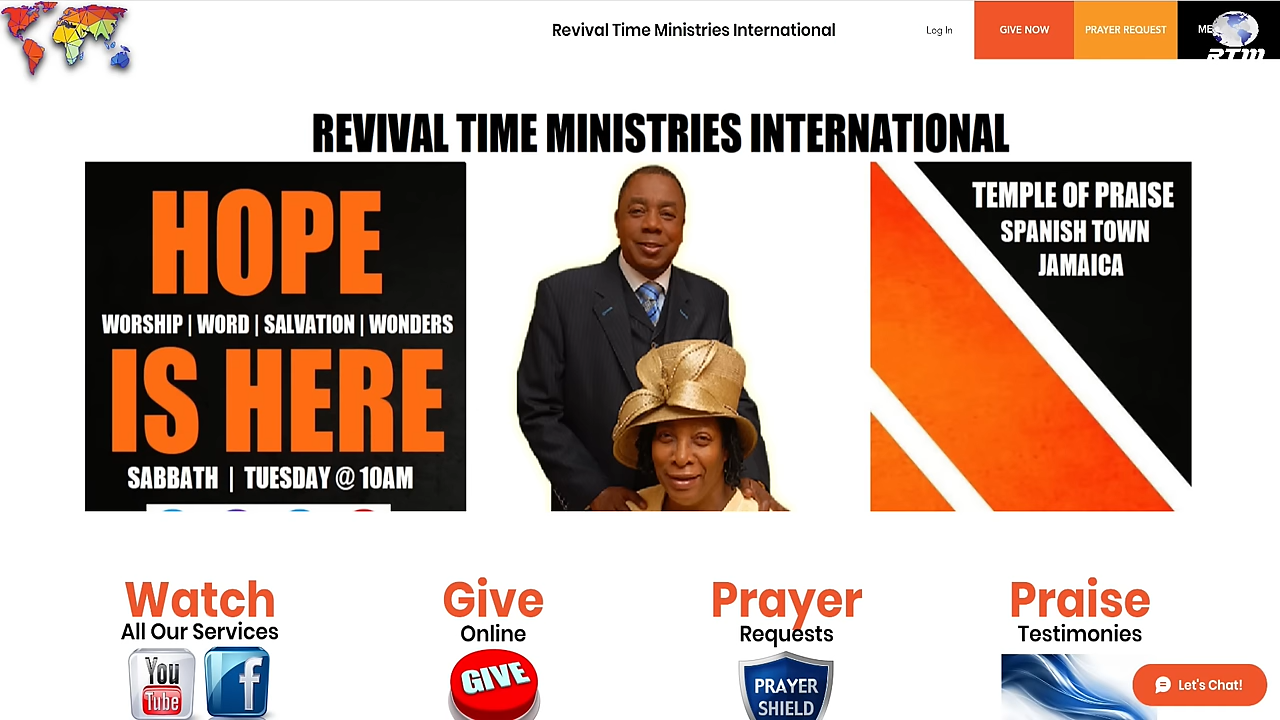 Revival Time Ministries International
Log In
GIVE NOW
PRAYER REQUEST
RTM
REVIVAL TIME MINISTRIES INTERNATIONAL
HOPE
WORSHIP | WORD | SALVATION | WONDERS
IS HERE
SABBATH | TUESDAY @ 10AM
TEMPLE OF PRAISE
SPANISH TOWN
JAMAICA
Watch
All Our Services
You
Tube
f
Give
Online
GIVE
Prayer
Requests
PRAYER
SHIELD
Praise
Testimonies
Let's Chat!